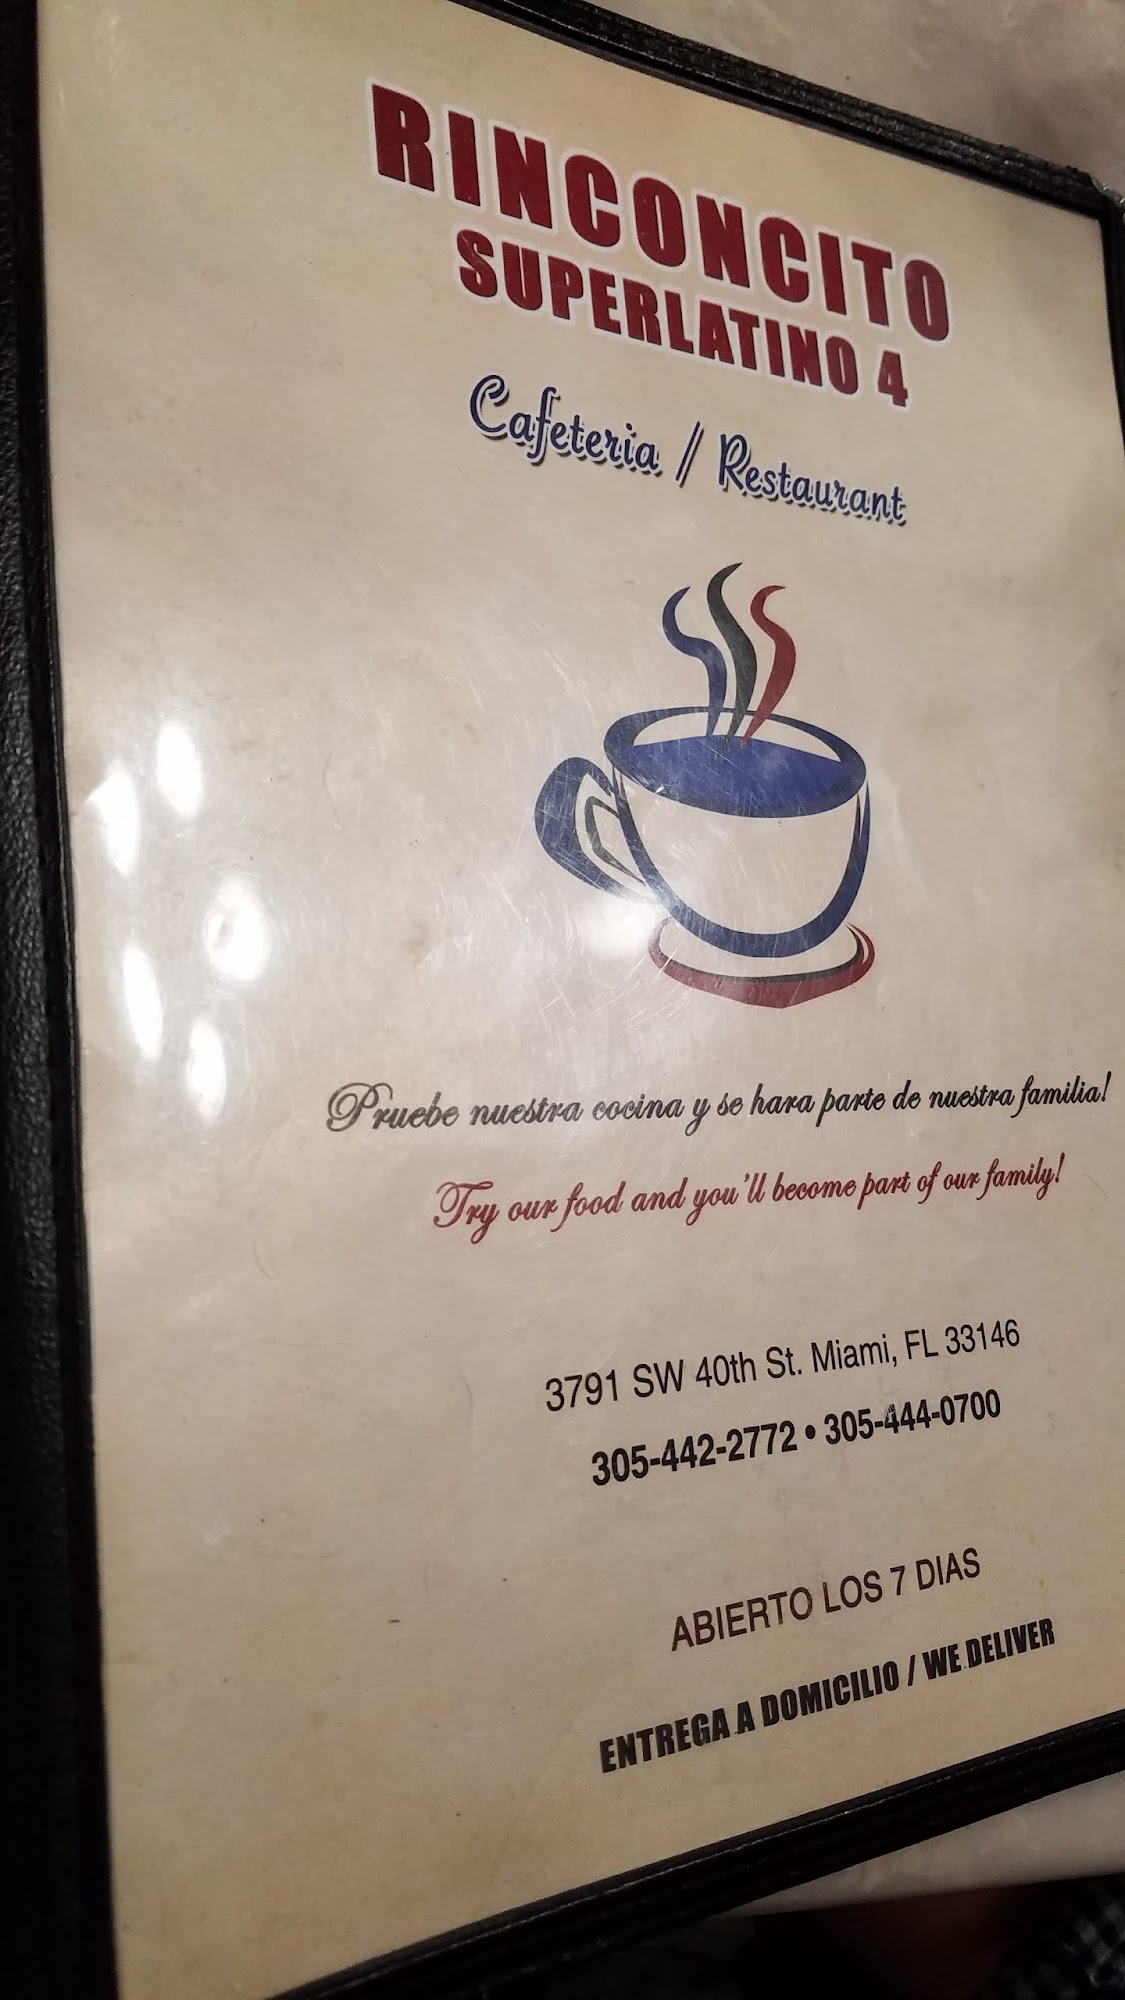 RINCONCITO
SUPERLATINO 4
Cafeteria / Restaurant
Pruebe nuestra cocina y se hara parte de nuestra familia!
Try our food and you'll become part of our family!
3791 SW 40th St. Miami, FL 33146
305-442-2772 • 305-444-0700
ABIERTO LOS 7 DIAS
ENTREGA A DOMICILIO / WE DELIVER